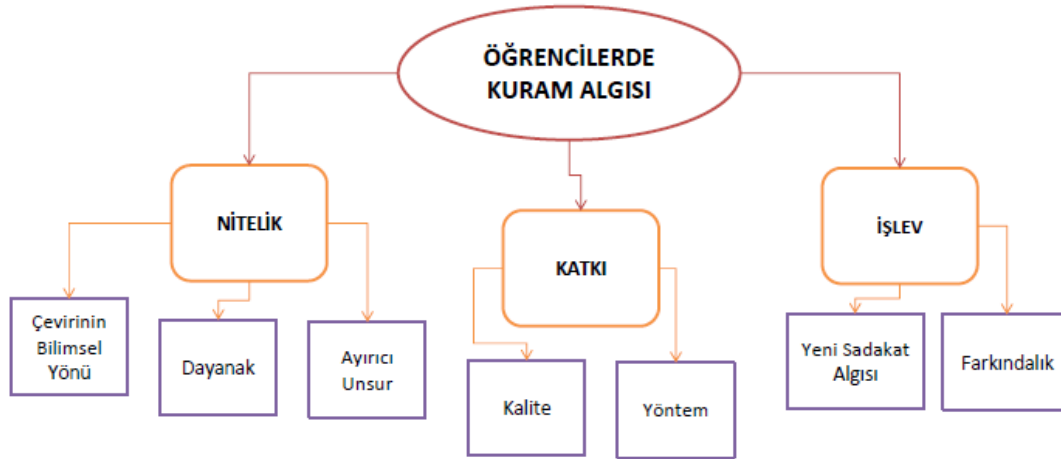 ÖĞRENCİLERDE
KURAM ALGISI
NİTELİK
KATKI
İŞLEV
Çevirinin
Bilimsel
Yönü
Dayanak
Ayırıcı
Unsur
Kalite
Yöntem
Yeni Sadakat
Algısı
Farkındalık